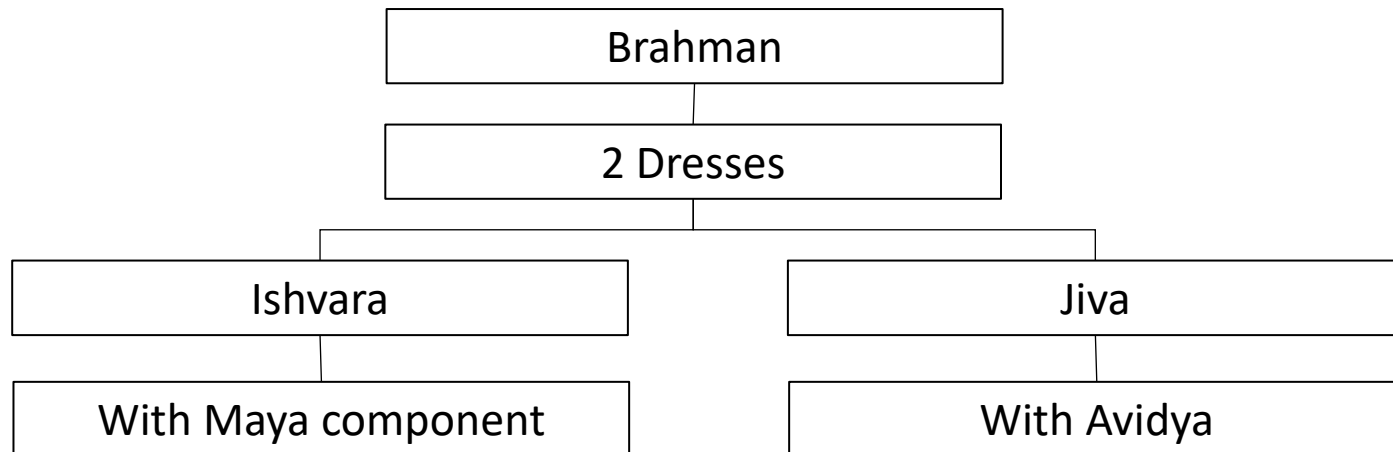 Brahman
2 Dresses
Ishvara
Jiva
With Maya component
With Avidya